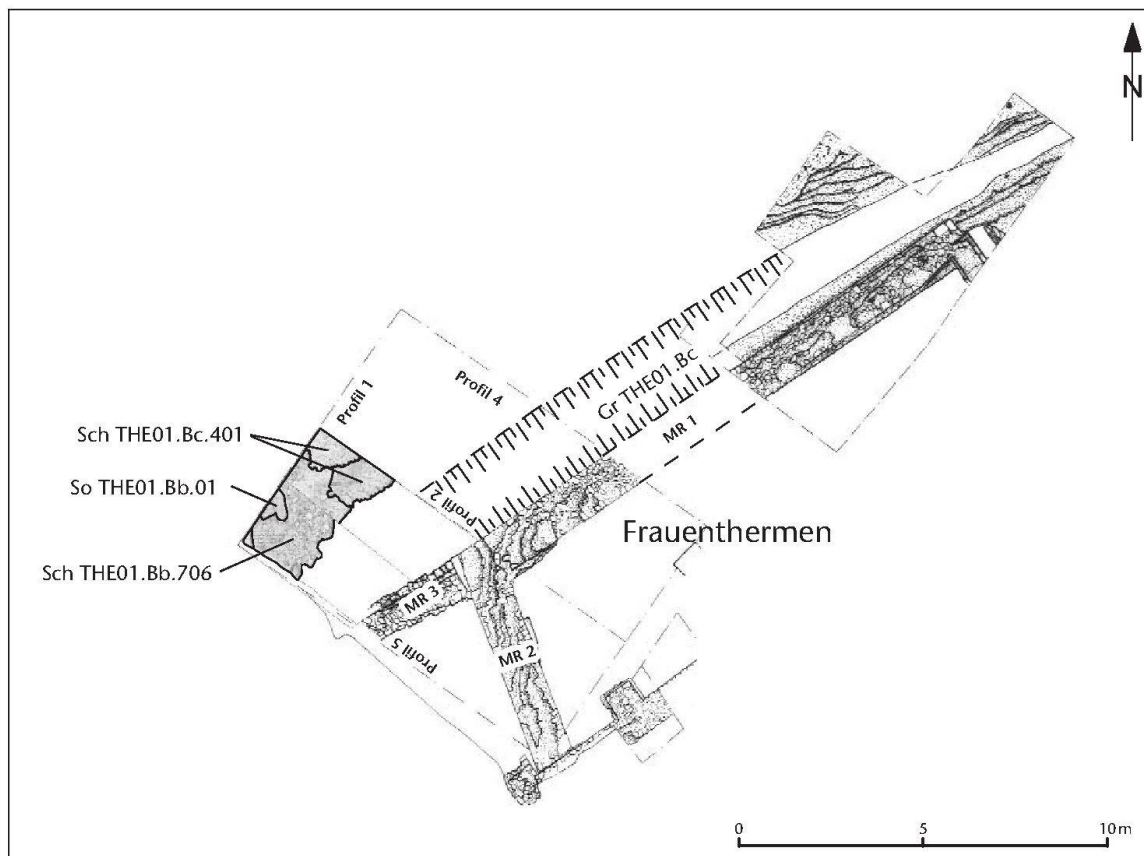 N
Profil 1
Profil 4
Sch THE01.Bc.401
So THE01.Bb.01
Sch THE01.Bb.706
Profil 2
Gr THE01.Bc
MR 1
Frauenthermen
MR 3
Profil 5
MR 2
0 5 10 m